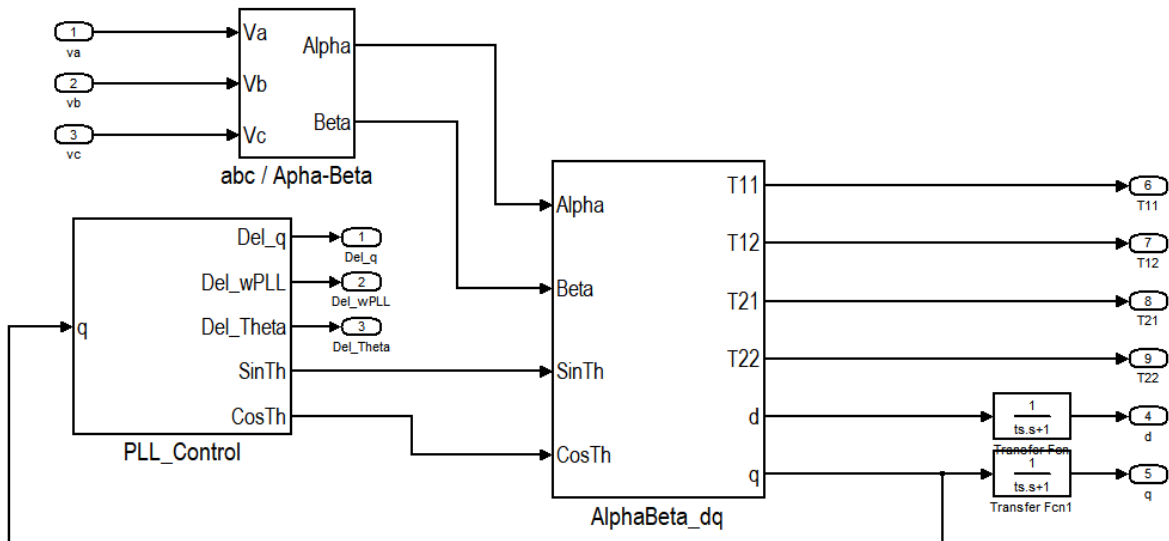 1
va
2
vb
3
vc
Va
Vb
Vc
Alpha
Beta
abc / Apha-Beta
q
Del_q
Del_wPLL
Del_Theta
SinTh
CosTh
PLL_Control
1
Del_q
2
Del_wPLL
3
Del_Theta
Alpha
Beta
SinTh
CosTh
T11
T12
T21
T22
d
q
AlphaBeta_dq
6
T11
7
T12
8
T21
9
T22
1
ts.s+1
Transfer Fcn
4
d
1
ts.s+1
Transfer Fcn1
5
q